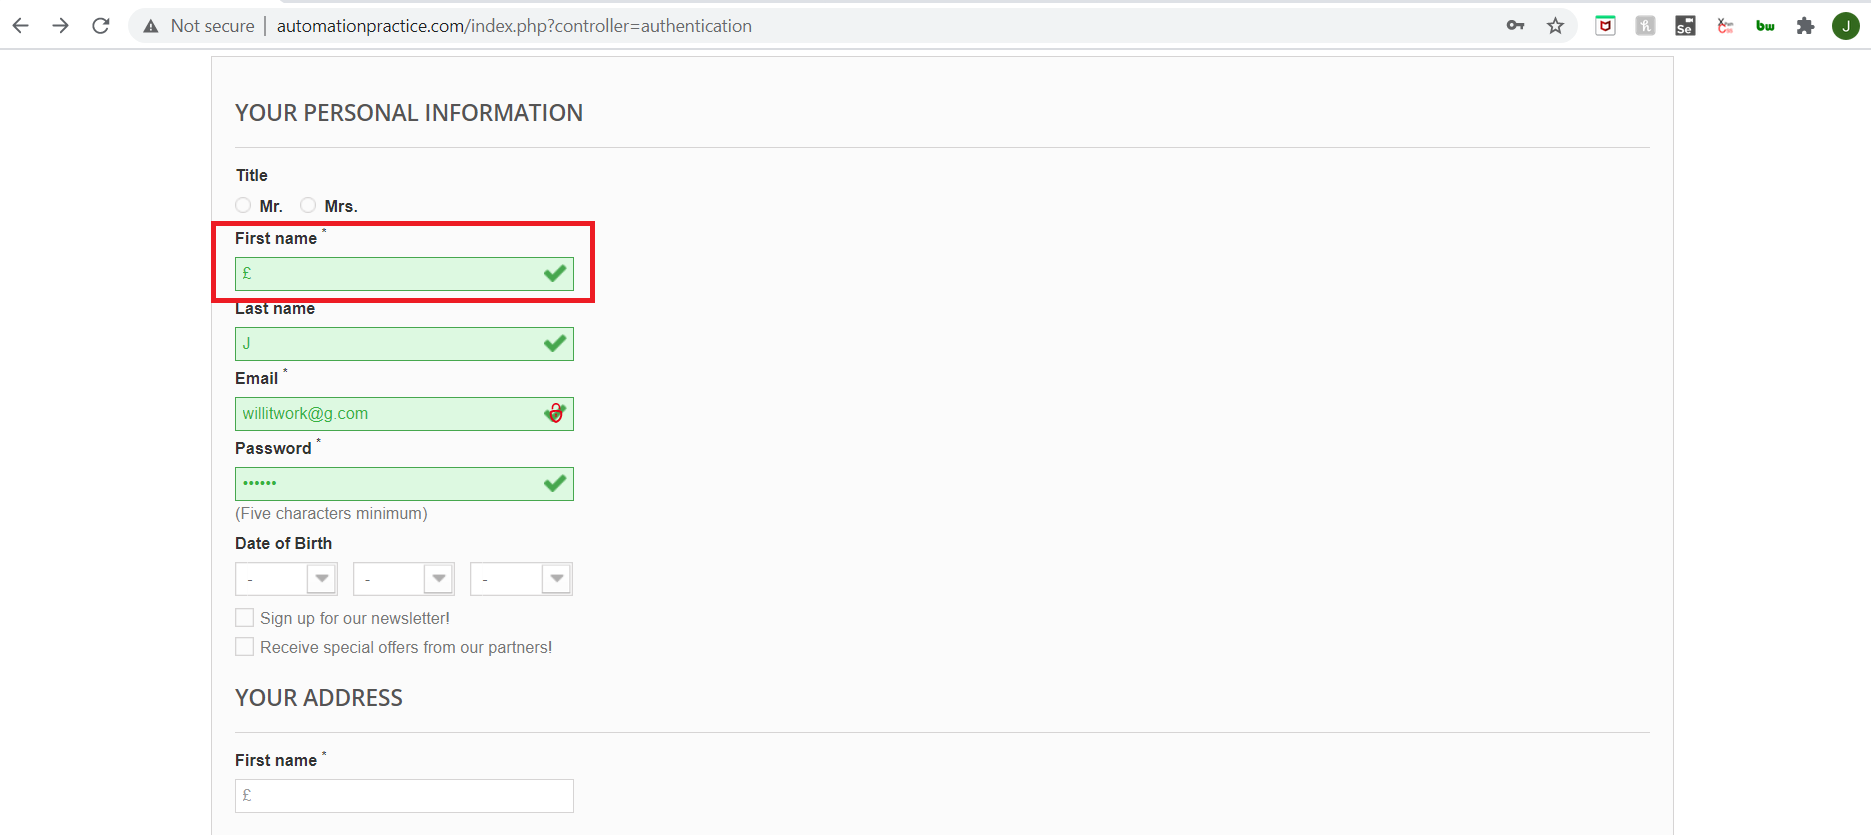 Not secure | automationpractice.com/index.php?controller=authentication
Se
bw
J
YOUR PERSONAL INFORMATION
Title
Mr. Mrs.
First name *
£
Last name
J
Email *
willitwork@g.com
Password *
••••••
(Five characters minimum)
Date of Birth
- - -
Sign up for our newsletter!
Receive special offers from our partners!
YOUR ADDRESS
First name *
£